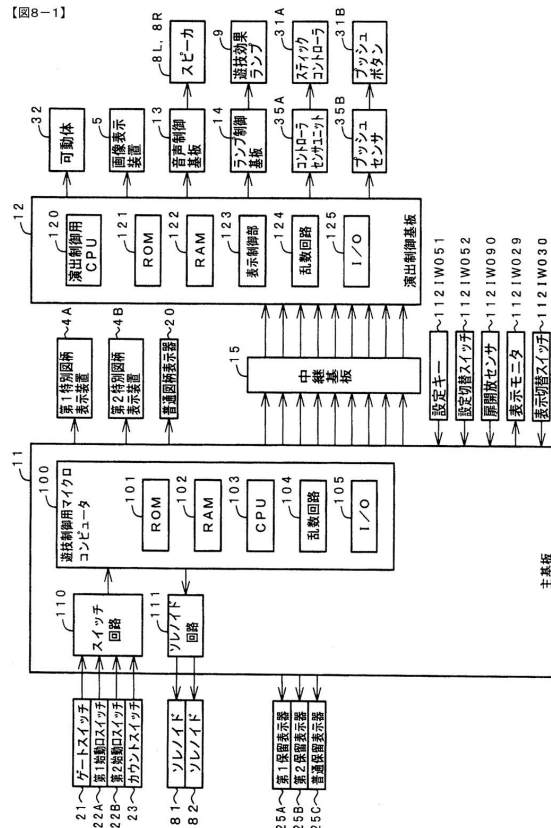 【図8-1】
32
可動体
5
画像表示
装置
13
音声制御
基板
8L、8R
スピーカ
14
ランプ制御
基板
9
遊技効果
ランプ
35A
コントローラ
センサユニット
31A
スティック
コントローラ
35B
プッシュ
センサ
31B
プッシュ
ボタン
12
120
演出制御用
CPU
121
ROM
122
RAM
123
表示制御部
124
乱数回路
125
I/O
演出制御基板
4A
第1特別図柄
表示装置
4B
第2特別図柄
表示装置
20
普通図柄表示器
15
中継基板
112IW051
設定キー
112IW052
設定切替スイッチ
112IW090
扉開放センサ
112IW029
表示モニタ
112IW030
表示切替スイッチ
11
100
遊技制御用マイクロ
コンピュータ
101
ROM
102
RAM
103
CPU
104
乱数回路
105
I/O
110
スイッチ
回路
111
ソレノイド
回路
主基板
21
ゲートスイッチ
22A
第1始動口スイッチ
22B
第2始動口スイッチ
23
カウントスイッチ
81
ソレノイド
82
ソレノイド
25A
第1保留表示器
25B
第2保留表示器
25C
普通保留表示器